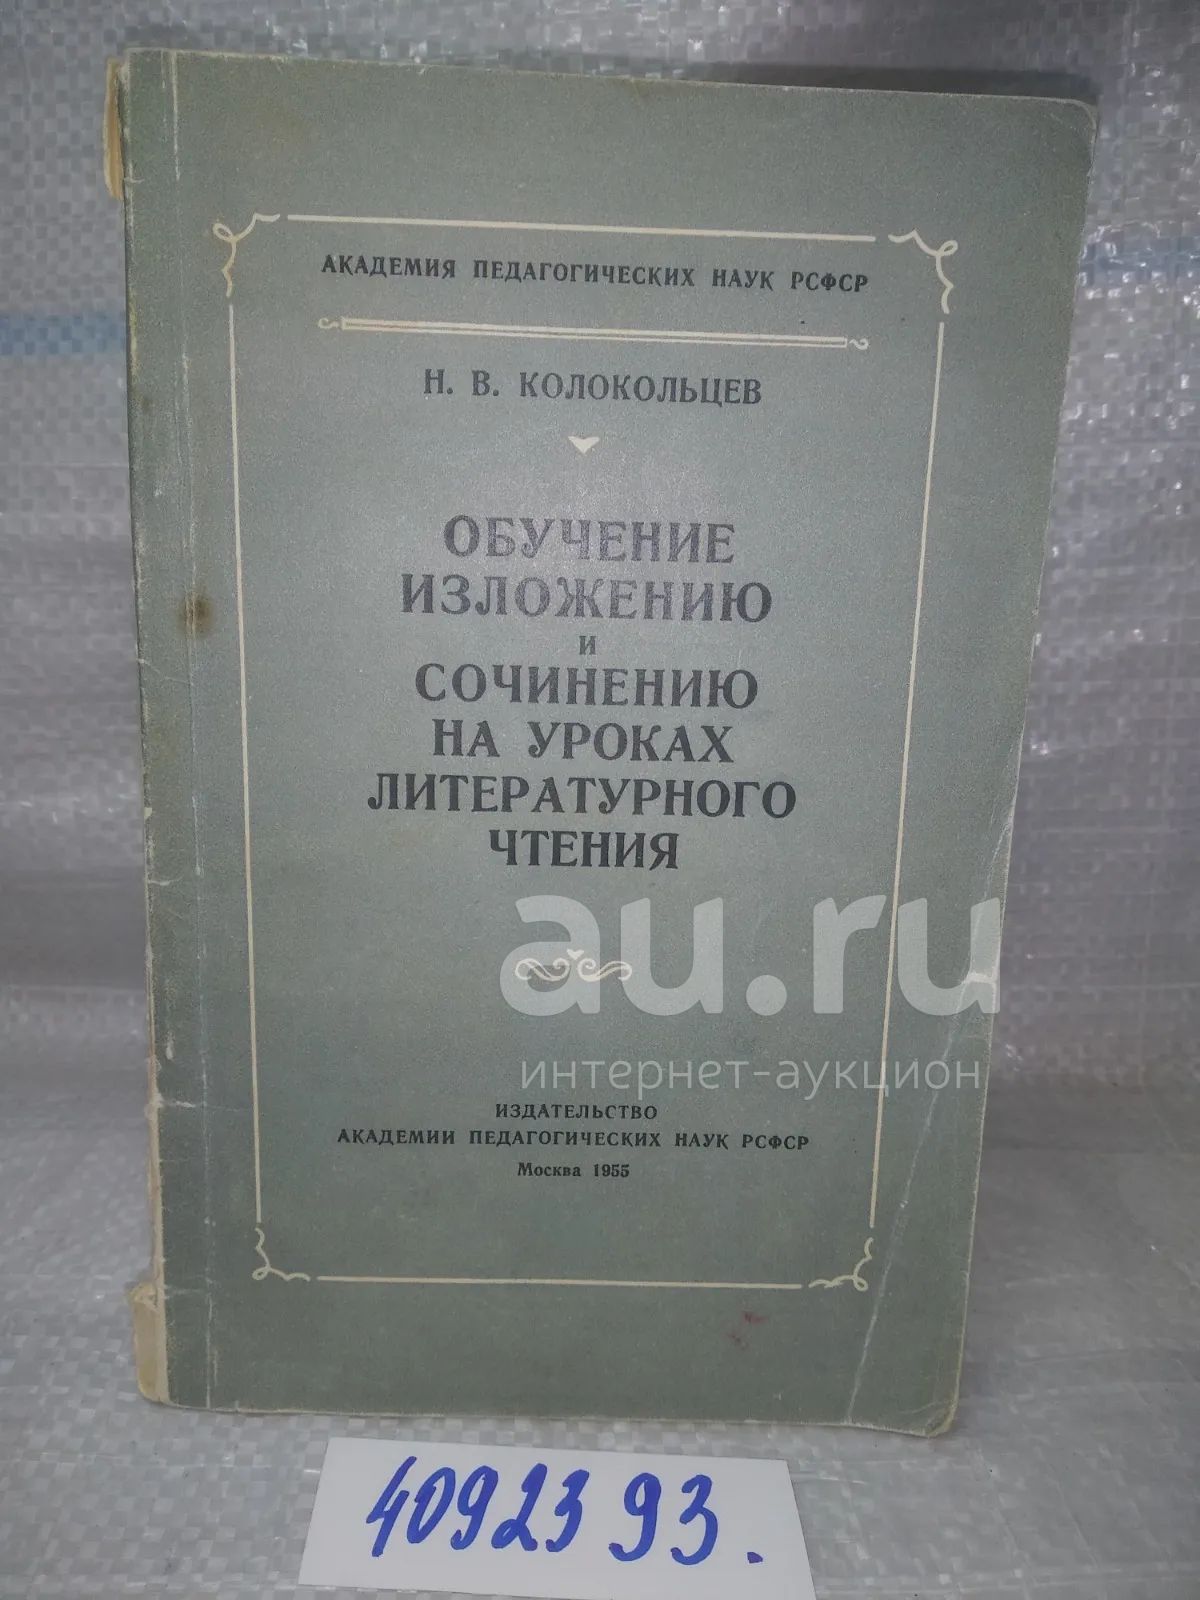 АКАДЕМИЯ ПЕДАГОГИЧЕСКИХ НАУК РСФСР
Н. В. КОЛОКОЛЬЦЕВ
ОБУЧЕНИЕ
ИЗЛОЖЕНИЮ
И
СОЧИНЕНИЮ
НА УРОКАХ
ЛИТЕРАТУРНОГО
ЧТЕНИЯ
au.ru
интернет-аукцион
ИЗДАТЕЛЬСТВО
АКАДЕМИИ ПЕДАГОГИЧЕСКИХ НАУК РСФСР
Москва 1955
4092393.